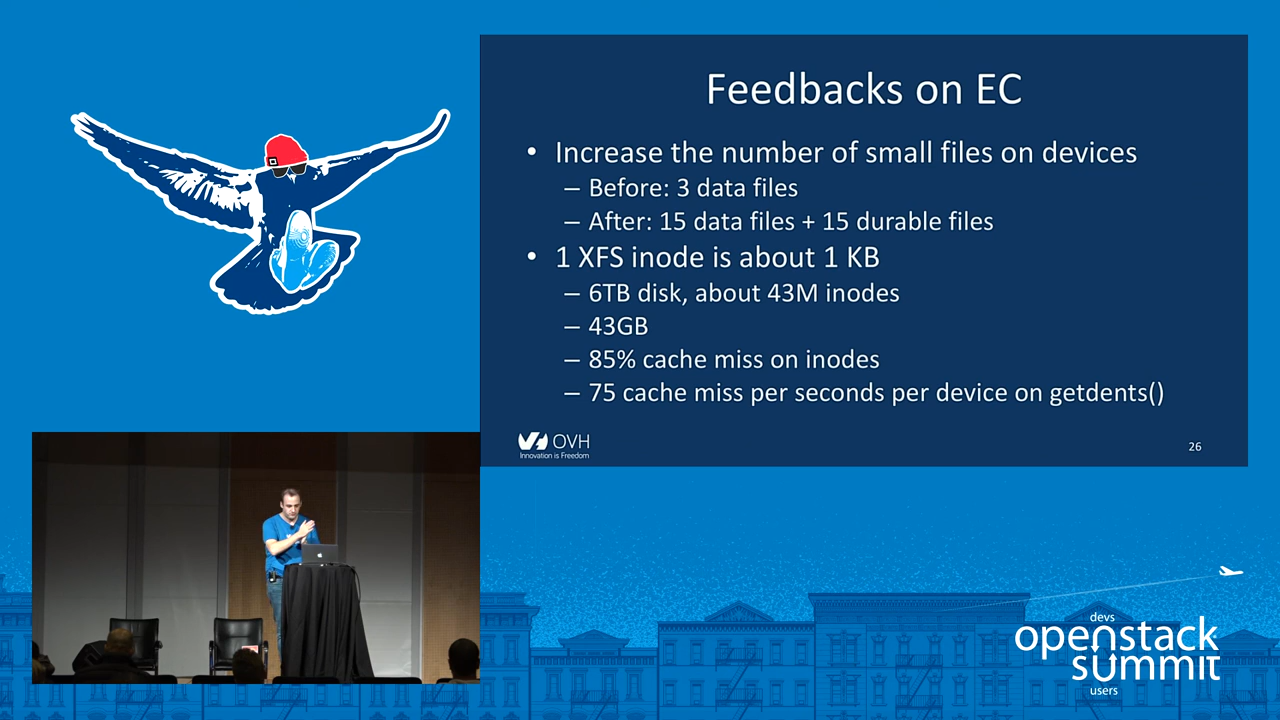 Feedbacks on EC
• Increase the number of small files on devices
– Before: 3 data files
– After: 15 data files + 15 durable files
• 1 XFS inode is about 1 KB
– 6TB disk, about 43M inodes
– 43GB
– 85% cache miss on inodes
– 75 cache miss per seconds per device on getdents()
OVH
Innovation is Freedom
26
devs
openstack
summit
users